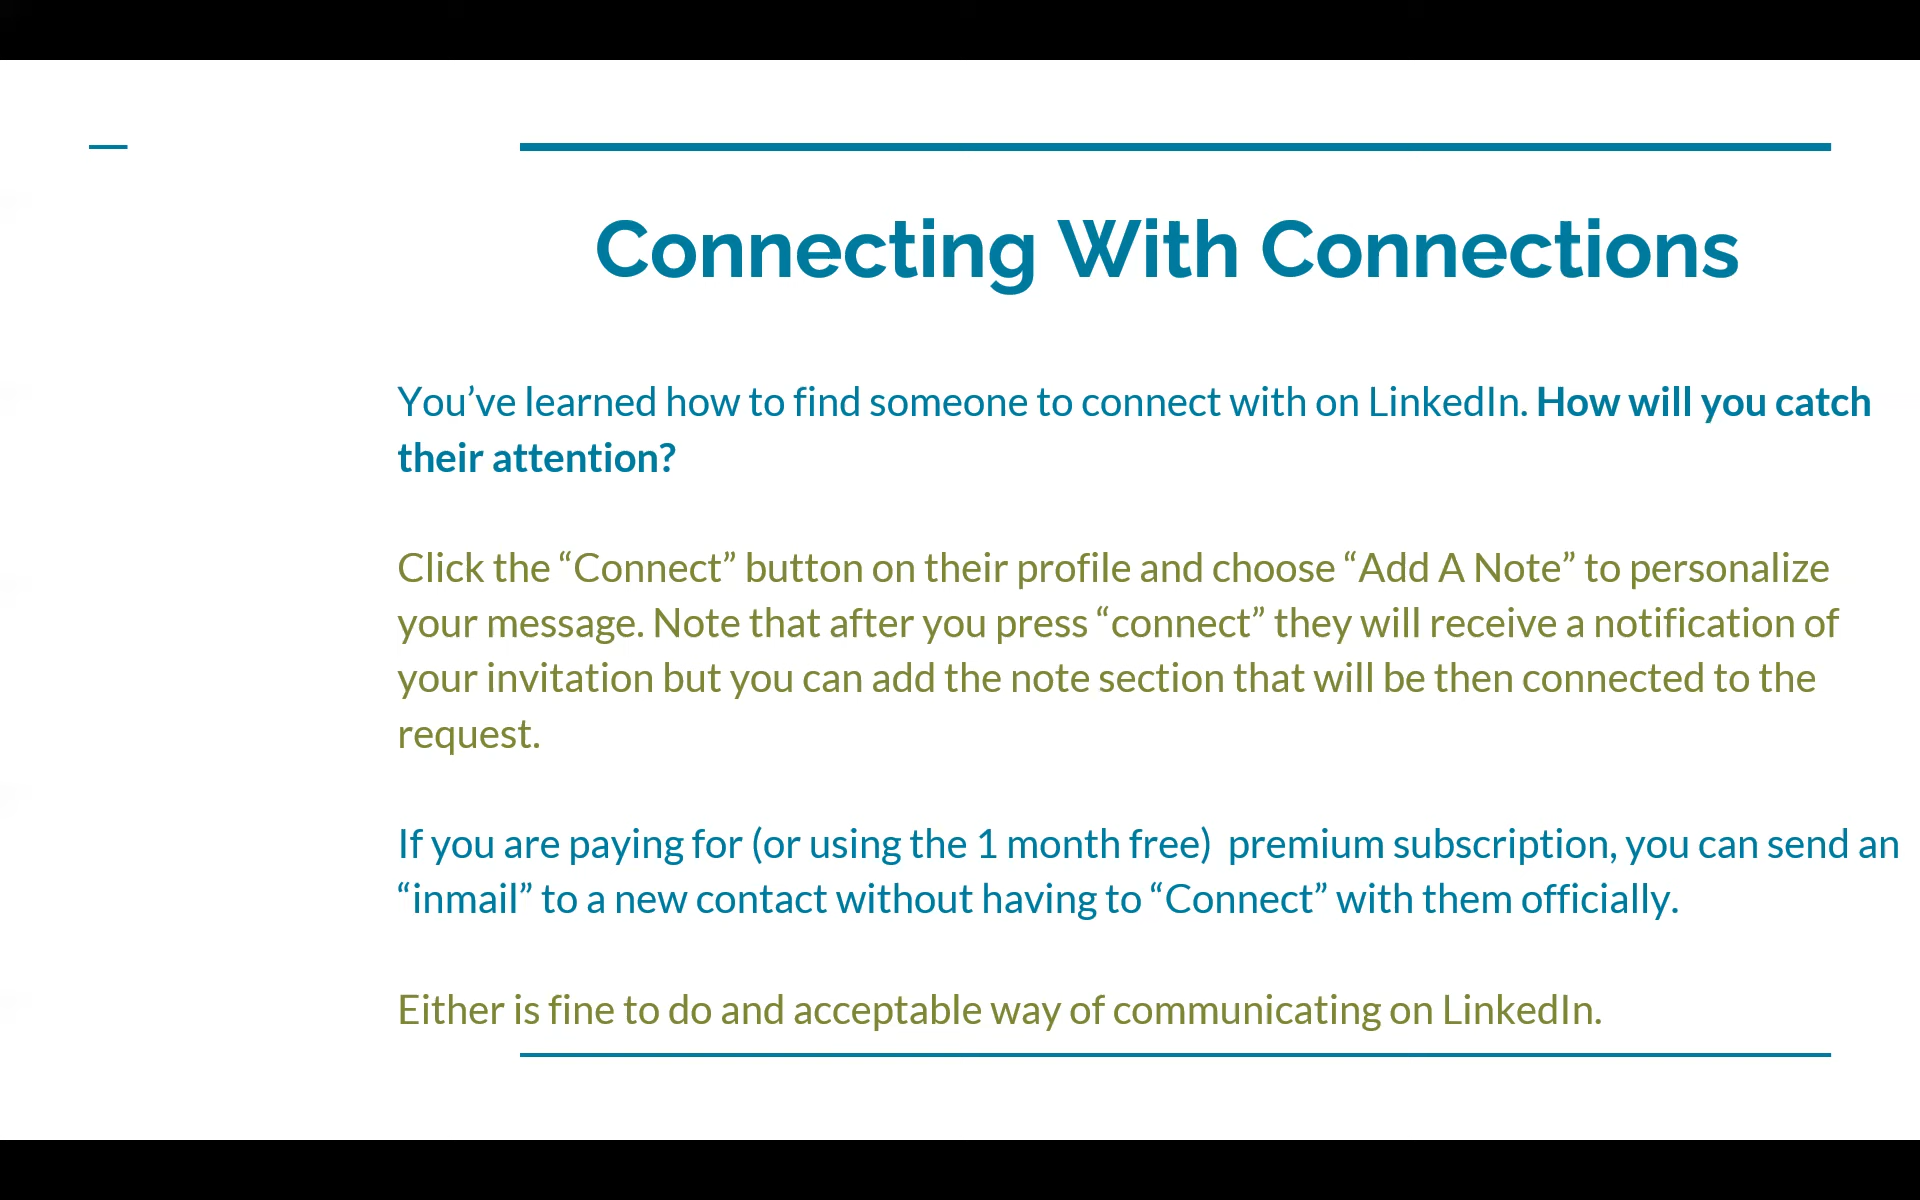 Connecting With Connections
You’ve learned how to find someone to connect with on LinkedIn. How will you catch
their attention?
Click the “Connect” button on their profile and choose “Add A Note” to personalize
your message. Note that after you press “connect” they will receive a notification of
your invitation but you can add the note section that will be then connected to the
request.
If you are paying for (or using the 1 month free)  premium subscription, you can send an
“inmail” to a new contact without having to “Connect” with them officially.
Either is fine to do and acceptable way of communicating on LinkedIn.